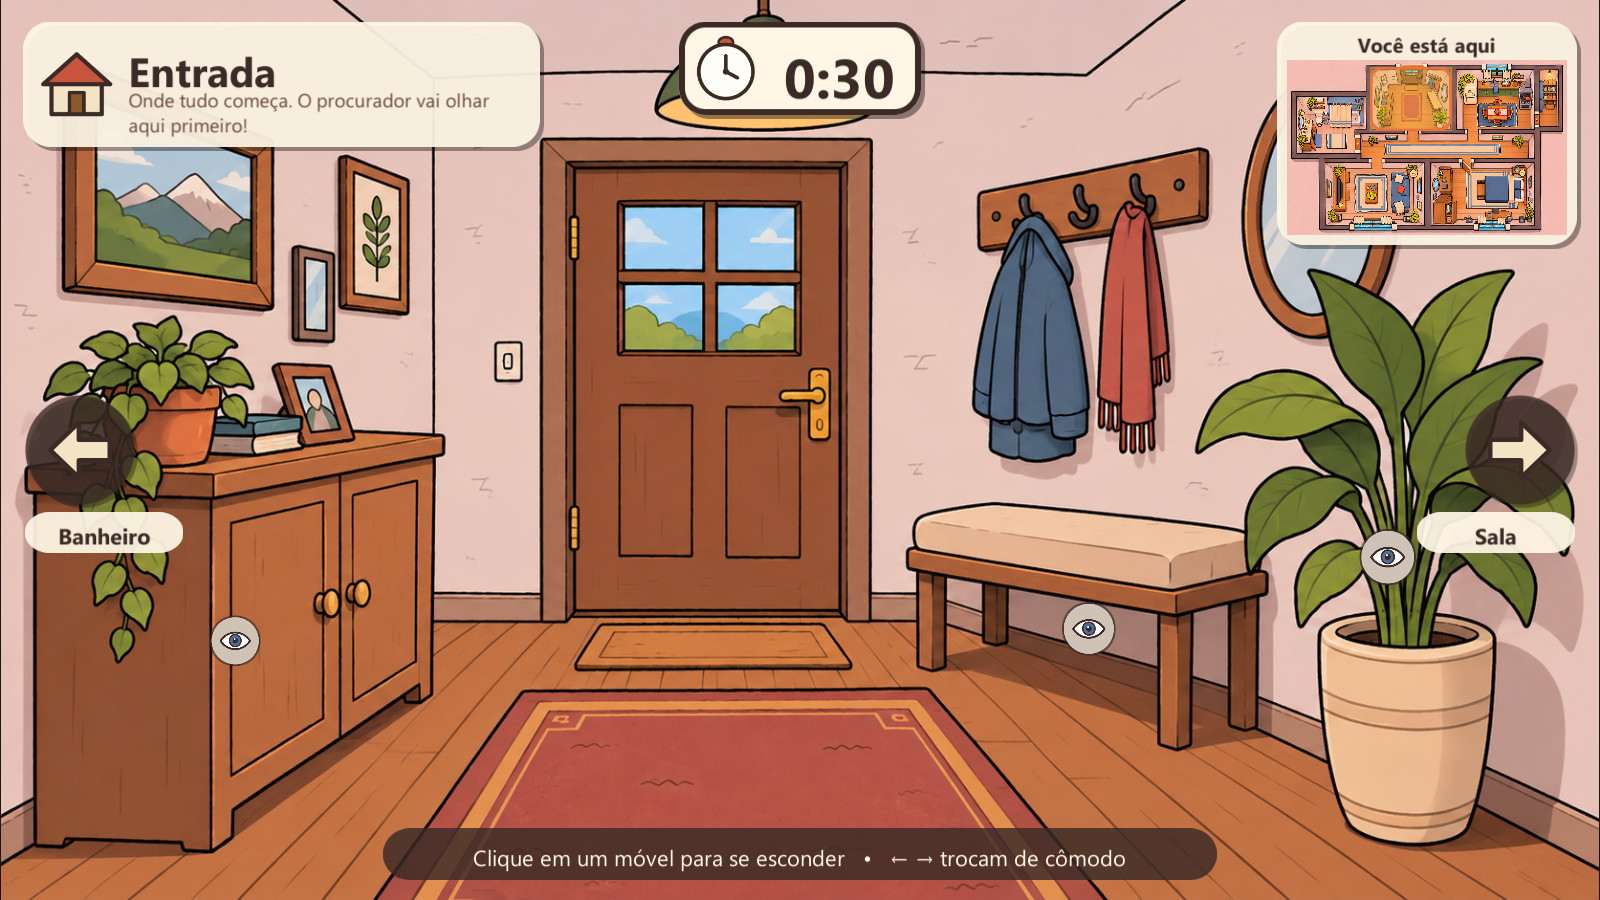 Entrada
Onde tudo começa. O procurador vai olhar
aqui primeiro!
0:30
Você está aqui
Banheiro
Sala
Clique em um móvel para se esconder • ← → trocam de cômodo